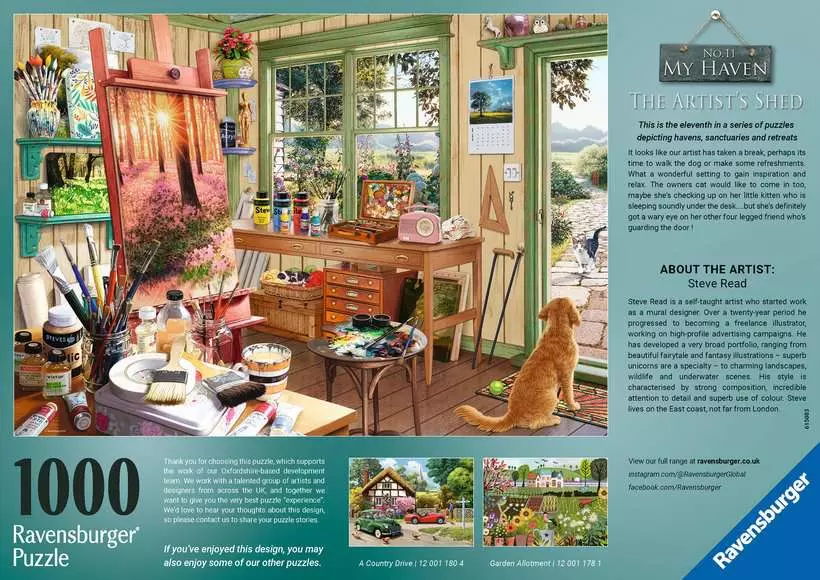 No.11
MY HAVEN
THE ARTIST'S SHED
This is the eleventh in a series of puzzles
depicting havens, sanctuaries and retreats
It looks like our artist has taken a break, perhaps its
time to walk the dog or make some refreshments.
What a wonderful setting to gain inspiration and
relax. The owners cat would like to come in too,
maybe she's checking up on her little kitten who is
sleeping soundly under the desk....but she's definitely
got a wary eye on her other four legged friend who's
guarding the door !
ABOUT THE ARTIST:
Steve Read
Steve Read is a self-taught artist who started work
as a mural designer. Over a twenty-year period he
progressed to becoming a freelance illustrator,
working on high-profile advertising campaigns. He
has developed a very broad portfolio, ranging from
beautiful fairytale and fantasy illustrations – superb
unicorns are a specialty – to charming landscapes,
wildlife and underwater scenes. His style is
characterised by strong composition, incredible
attention to detail and superb use of colour. Steve
lives on the East coast, not far from London.
615083
STEVES
1000
Ravensburger®
Puzzle
Thank you for choosing this puzzle, which supports
the work of our Oxfordshire-based development
team. We work with a talented group of artists and
designers from across the UK, and together we
want to give you the very best puzzle "experience".
We'd love to hear your thoughts about this design,
so please contact us to share your puzzle stories.
If you've enjoyed this design, you may
also enjoy some of our other puzzles.
A Country Drive | 12 001 180 4
Garden Allotment | 12 001 178 1
View our full range at ravensburger.co.uk
instagram.com/@RavensburgerGlobal
facebook.com/Ravensburger
Ravensburger